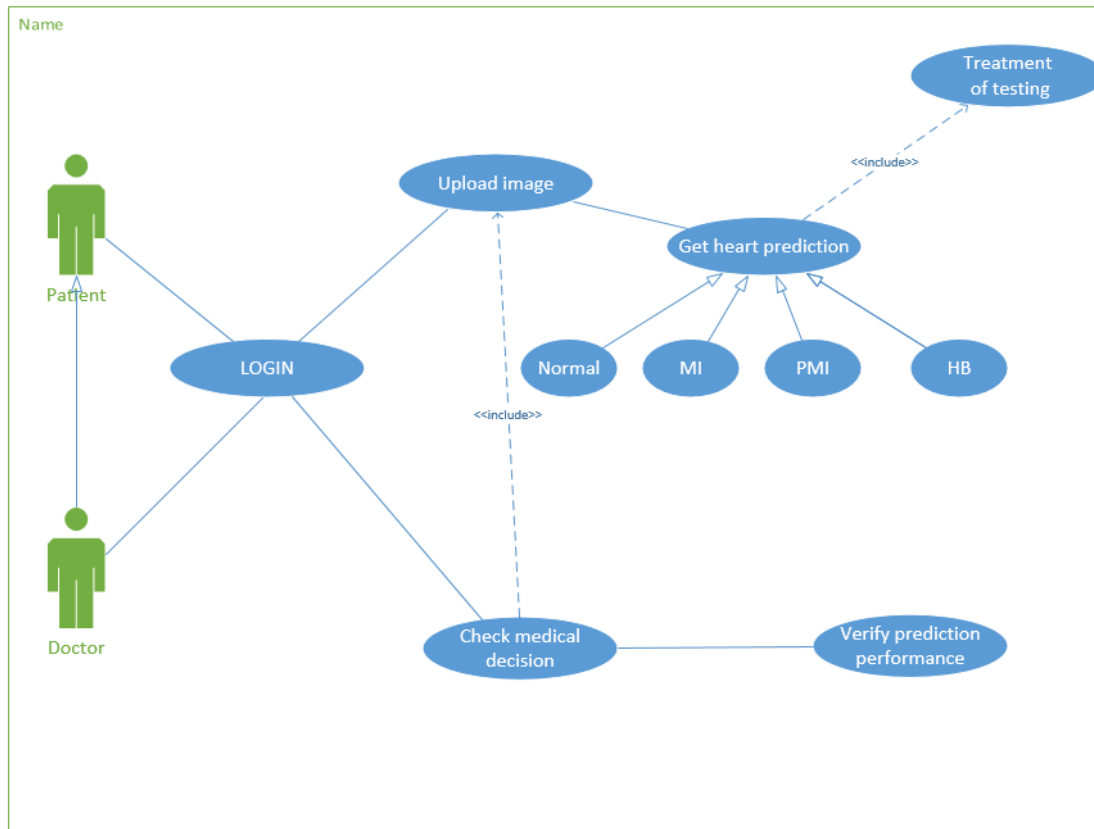 Name
Treatment
of testing
<<include>>
Upload image
Get heart prediction
Patient
LOGIN
Normal
MI
PMI
HB
<<include>>
Doctor
Check medical
decision
Verify prediction
performance